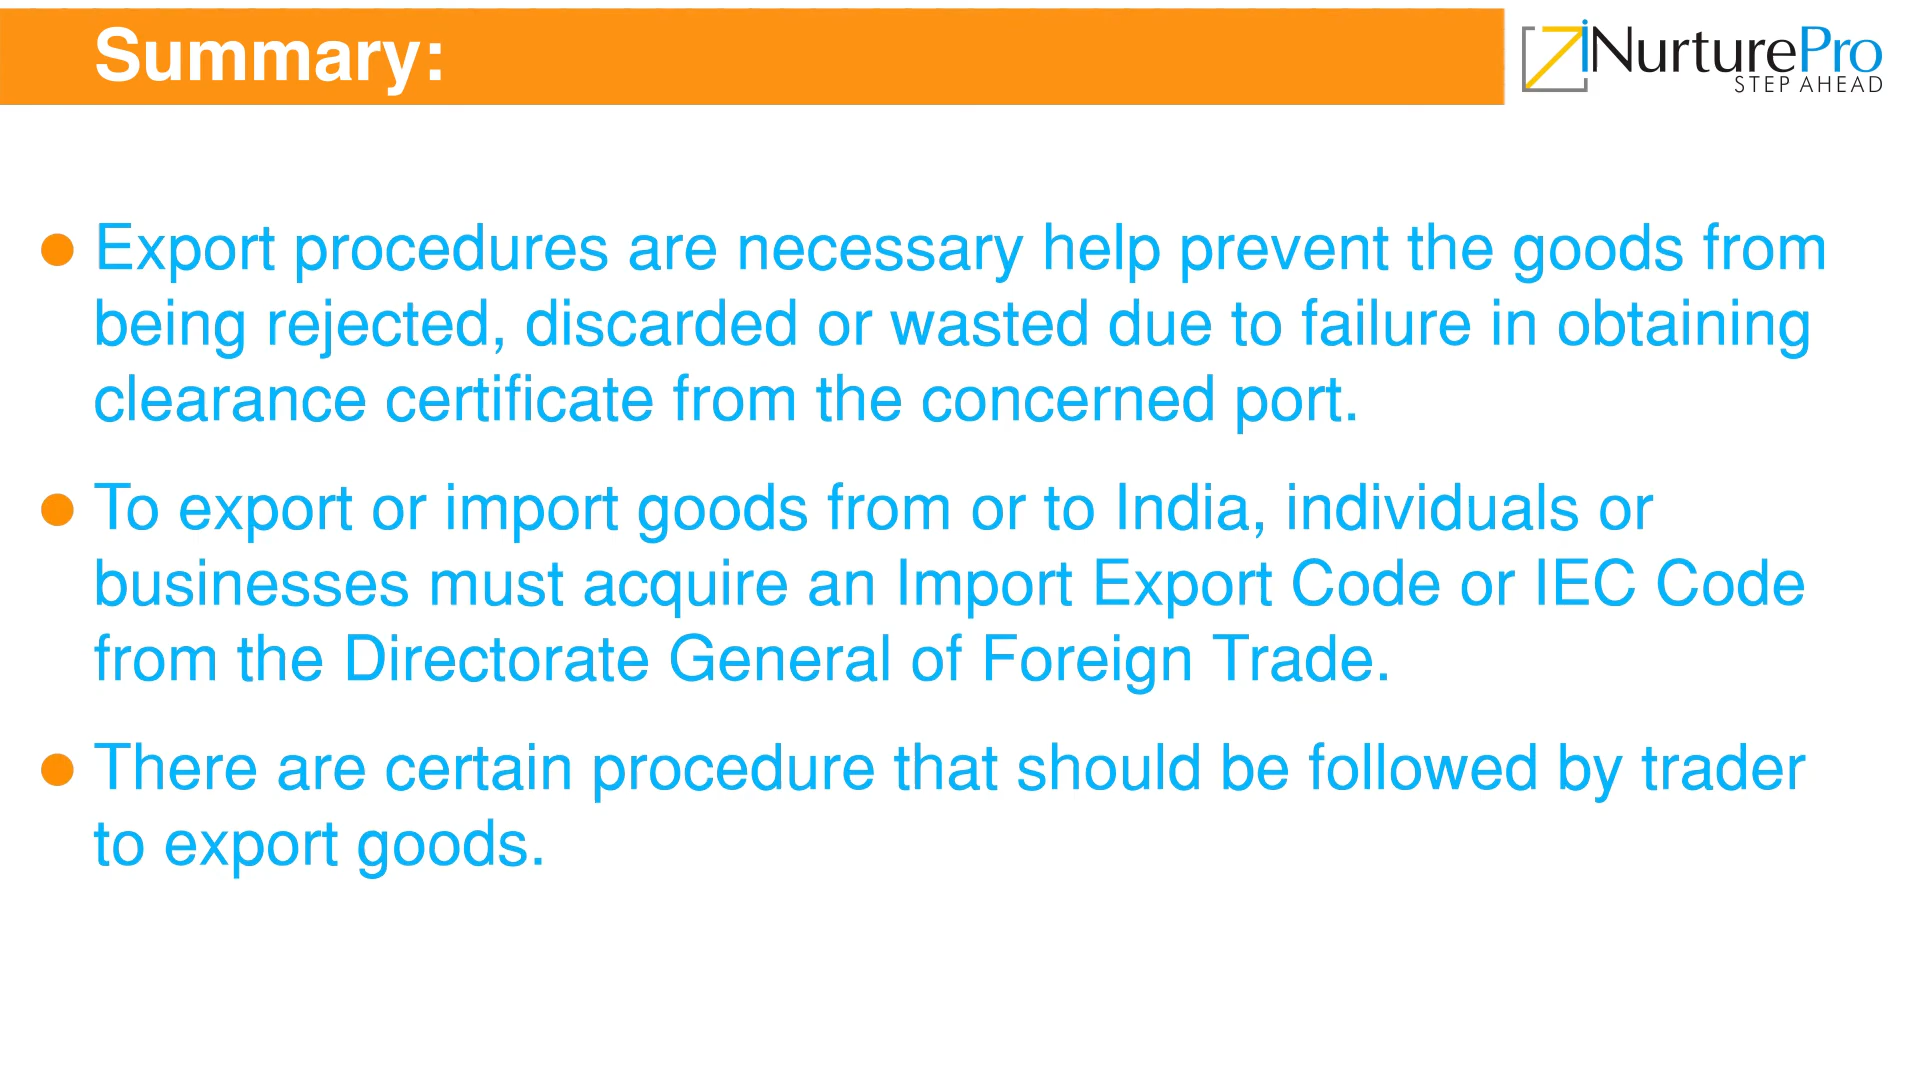 Summary:
iNurturePro
STEP AHEAD
Export procedures are necessary help prevent the goods from
being rejected, discarded or wasted due to failure in obtaining
clearance certificate from the concerned port.
To export or import goods from or to India, individuals or
businesses must acquire an Import Export Code or IEC Code
from the Directorate General of Foreign Trade.
There are certain procedure that should be followed by trader
to export goods.